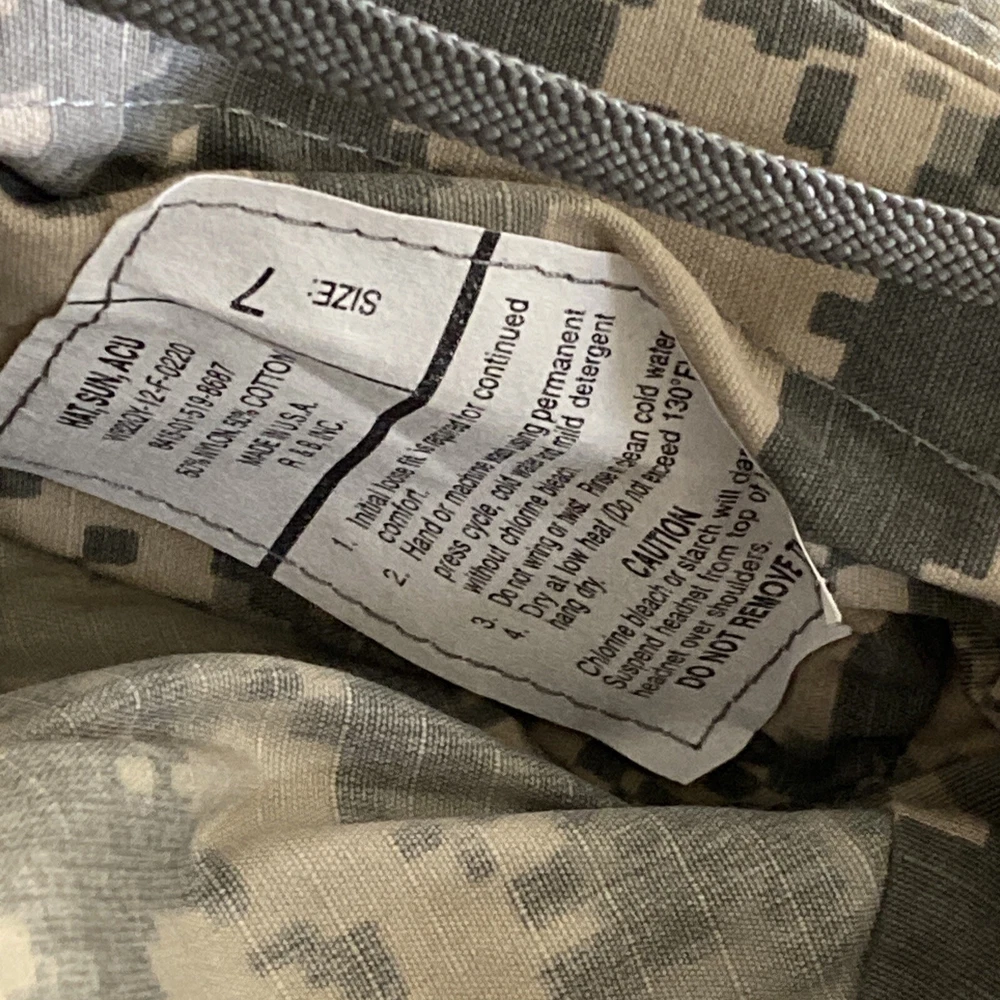 SIZE: 7
HAT, SUN, ACU
W922QY-12-F-0220
8415-01-519-8687
50% NYLON, 50% COTTON
MADE IN U.S.A.
R & B INC.
1. Initial loose fit is required for continued
comfort.
2. Hand or machine wash using permanent
press cycle, cold water and mild detergent
without chlorine bleach.
3. Do not wring or twist. Rinse clean cold water
4. Dry at low heat (Do not exceed 130°F)
hang dry.
CAUTION
Chlorine bleach or starch will
Suspend headnet from top of
headnet over shoulders.
DO NOT REMOVE